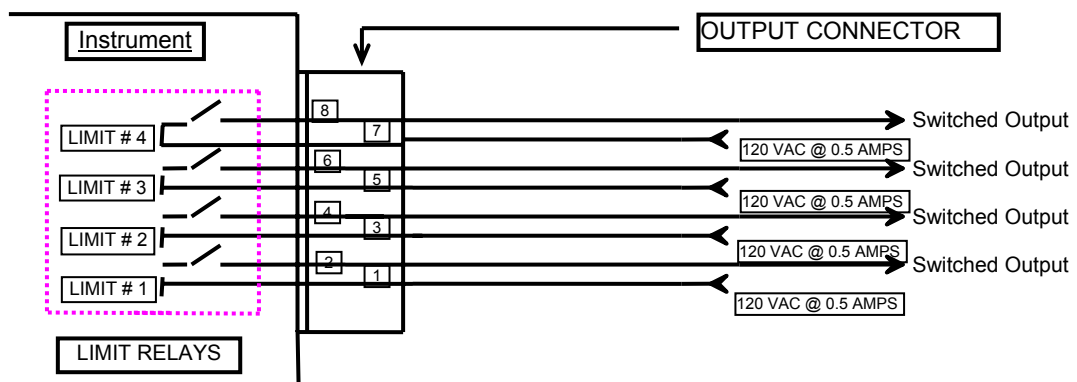 Instrument
OUTPUT CONNECTOR
8
Switched Output
LIMIT # 4
7
120 VAC @ 0.5 AMPS
6
Switched Output
LIMIT # 3
5
120 VAC @ 0.5 AMPS
4
Switched Output
LIMIT # 2
3
120 VAC @ 0.5 AMPS
2
Switched Output
LIMIT # 1
1
120 VAC @ 0.5 AMPS
LIMIT RELAYS